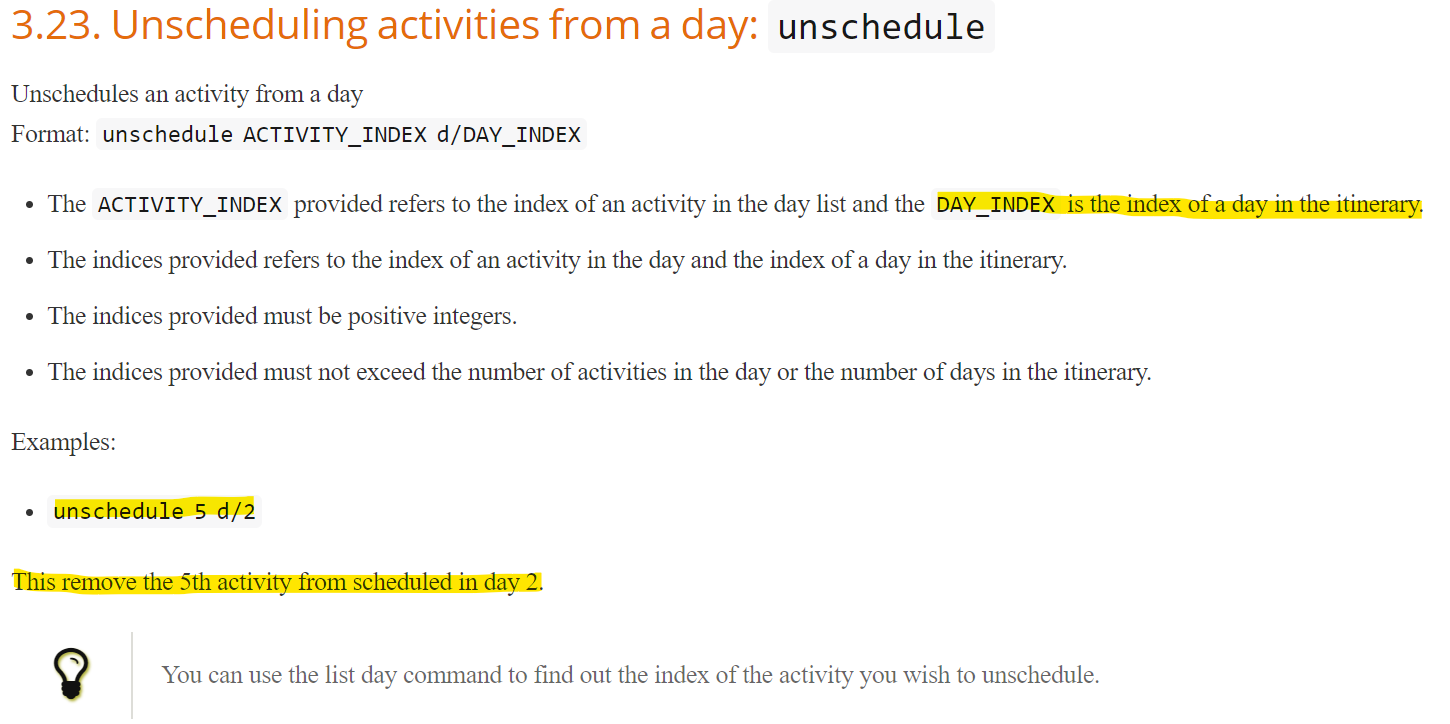 3.23. Unscheduling activities from a day: unschedule
Unschedules an activity from a day
Format: unschedule ACTIVITY_INDEX d/DAY_INDEX
• The ACTIVITY_INDEX provided refers to the index of an activity in the day list and the DAY_INDEX is the index of a day in the itinerary.
• The indices provided refers to the index of an activity in the day and the index of a day in the itinerary.
• The indices provided must be positive integers.
• The indices provided must not exceed the number of activities in the day or the number of days in the itinerary.
Examples:
• unschedule 5 d/2
This remove the 5th activity from scheduled in day 2.
You can use the list day command to find out the index of the activity you wish to unschedule.